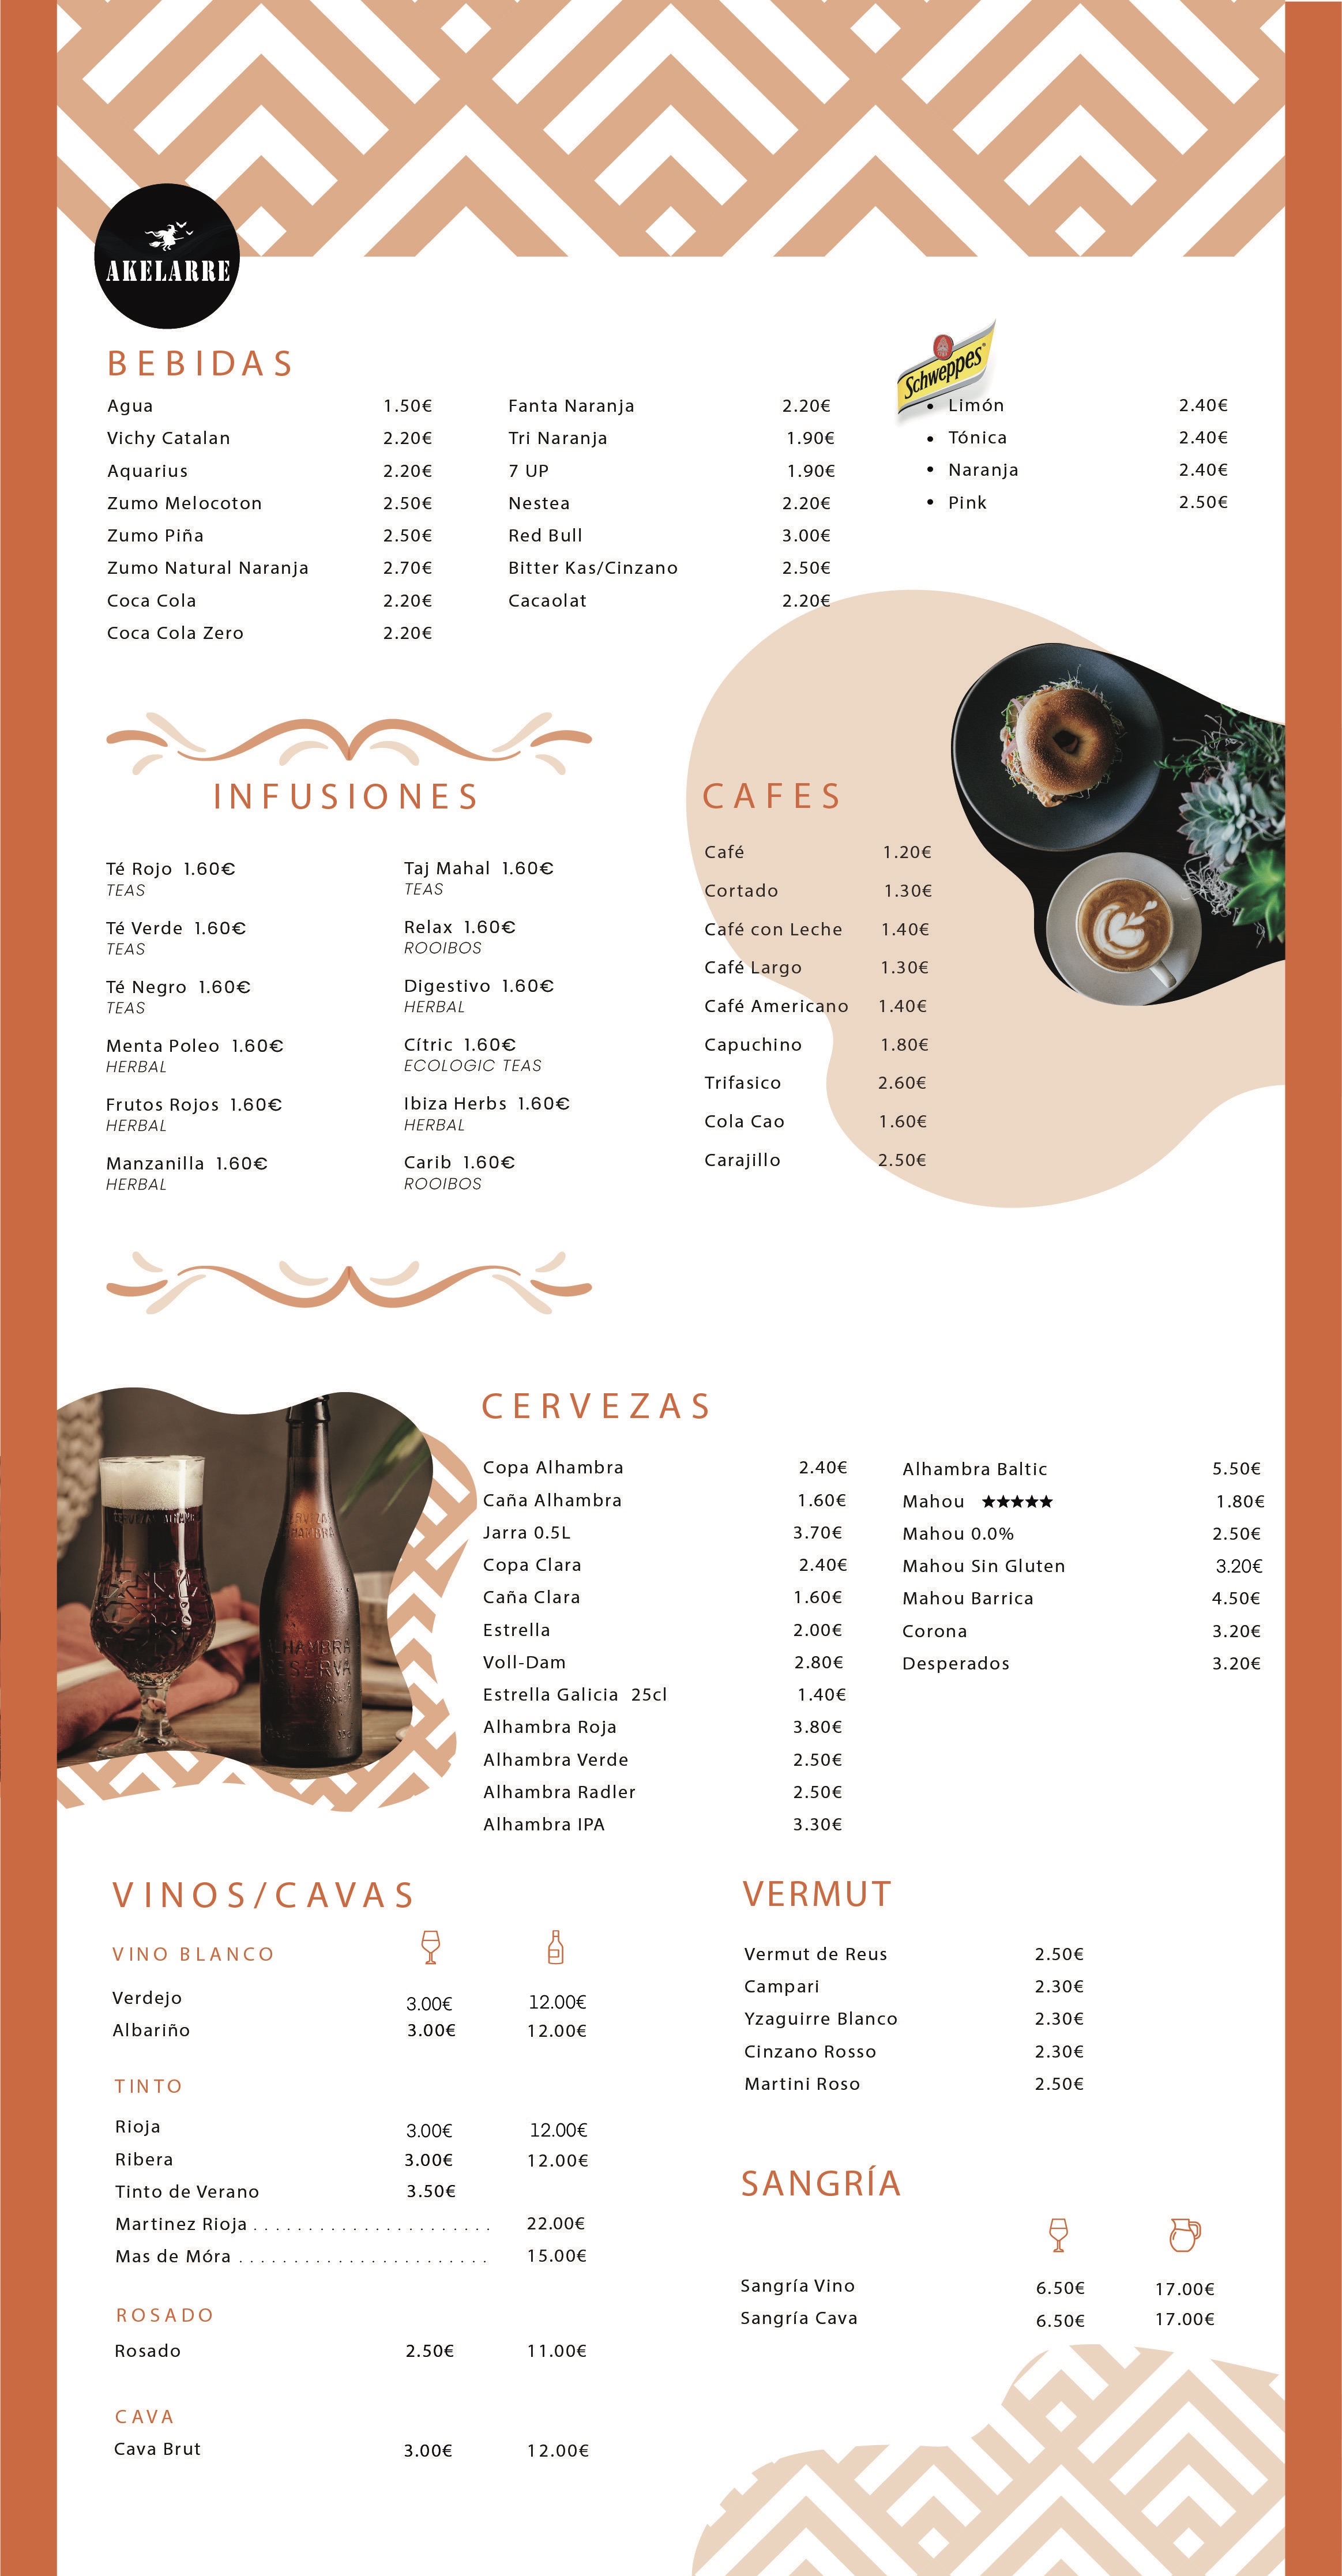 AKELARRE
BEBIDAS
Agua 1.50€
Vichy Catalan 2.20€
Aquarius 2.20€
Zumo Melocoton 2.50€
Zumo Piña 2.50€
Zumo Natural Naranja 2.70€
Coca Cola 2.20€
Coca Cola Zero 2.20€
Fanta Naranja 2.20€
Tri Naranja 1.90€
7 UP 1.90€
Nestea 2.20€
Red Bull 3.00€
Bitter Kas/Cinzano 2.50€
Cacaolat 2.20€
Schweppes
• Limón 2.40€
• Tónica 2.40€
• Naranja 2.40€
• Pink 2.50€
INFUSIONES
Té Rojo 1.60€
TEAS
Té Verde 1.60€
TEAS
Té Negro 1.60€
TEAS
Menta Poleo 1.60€
HERBAL
Frutos Rojos 1.60€
HERBAL
Manzanilla 1.60€
HERBAL
Taj Mahal 1.60€
TEAS
Relax 1.60€
ROOIBOS
Digestivo 1.60€
HERBAL
Cítric 1.60€
ECOLOGIC TEAS
Ibiza Herbs 1.60€
HERBAL
Carib 1.60€
ROOIBOS
CAFES
Café 1.20€
Cortado 1.30€
Café con Leche 1.40€
Café Largo 1.30€
Café Americano 1.40€
Capuchino 1.80€
Trifasico 2.60€
Cola Cao 1.60€
Carajillo 2.50€
CERVEZAS
Copa Alhambra 2.40€
Caña Alhambra 1.60€
Jarra 0.5L 3.70€
Copa Clara 2.40€
Caña Clara 1.60€
Estrella 2.00€
Voll-Dam 2.80€
Estrella Galicia 25cl 1.40€
Alhambra Roja 3.80€
Alhambra Verde 2.50€
Alhambra Radler 2.50€
Alhambra IPA 3.30€
Alhambra Baltic 5.50€
Mahou ★★★★★ 1.80€
Mahou 0.0% 2.50€
Mahou Sin Gluten 3.20€
Mahou Barrica 4.50€
Corona 3.20€
Desperados 3.20€
VINOS/CAVAS
VINO BLANCO
Verdejo 3.00€ 12.00€
Albariño 3.00€ 12.00€
TINTO
Rioja 3.00€ 12.00€
Ribera 3.00€ 12.00€
Tinto de Verano 3.50€
Martinez Rioja ...................... 22.00€
Mas de Móra ....................... 15.00€
ROSADO
Rosado 2.50€ 11.00€
CAVA
Cava Brut 3.00€ 12.00€
VERMUT
Vermut de Reus 2.50€
Campari 2.30€
Yzaguirre Blanco 2.30€
Cinzano Rosso 2.30€
Martini Roso 2.50€
SANGRÍA
Sangría Vino 6.50€ 17.00€
Sangría Cava 6.50€ 17.00€